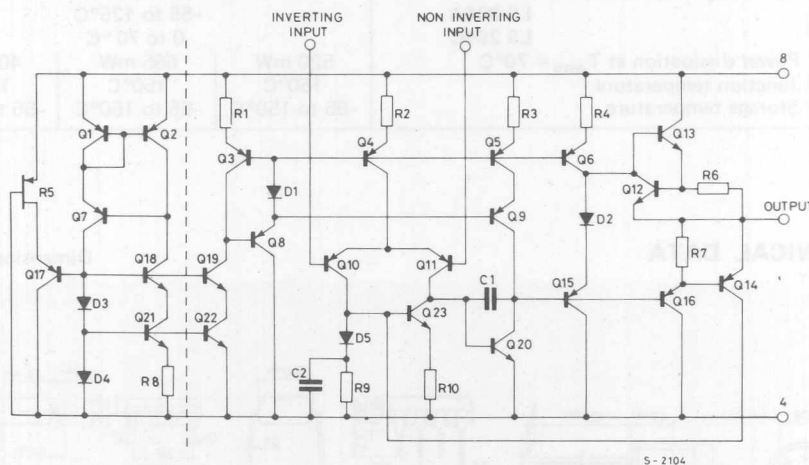 INVERTING INPUT
NON INVERTING INPUT
8
R1
R2
R3
R4
Q1
Q2
Q13
Q3
Q4
Q5
Q6
R6
R5
D1
Q12
OUTPUT
Q7
Q9
D2
Q8
R7
Q17
Q18
Q19
Q10
Q11
C1
Q15
Q16
Q14
D3
Q21
Q22
D5
Q23
Q20
C2
D4
R8
R9
R10
4
S-2104